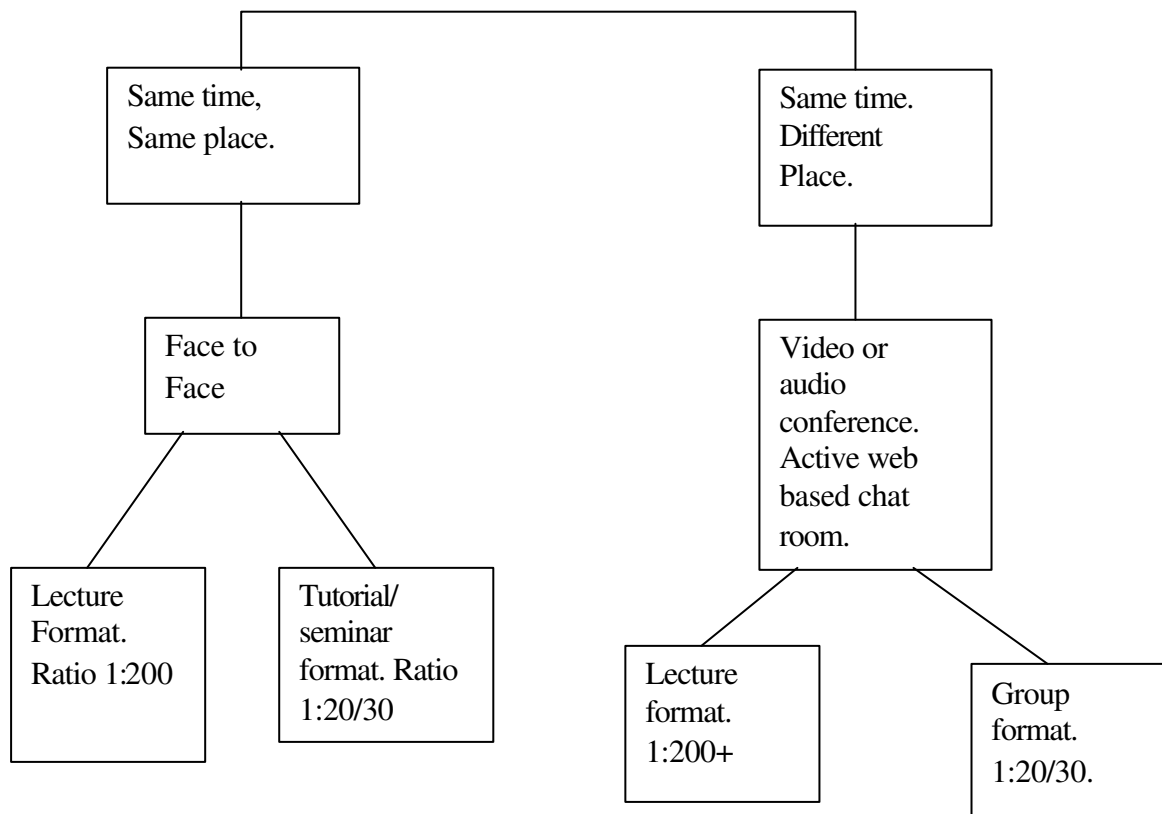 Same time,
Same place.
Same time.
Different
Place.
Face to
Face
Video or
audio
conference.
Active web
based chat
room.
Lecture
Format.
Ratio 1:200
Tutorial/
seminar
format. Ratio
1:20/30
Lecture
format.
1:200+
Group
format.
1:20/30.